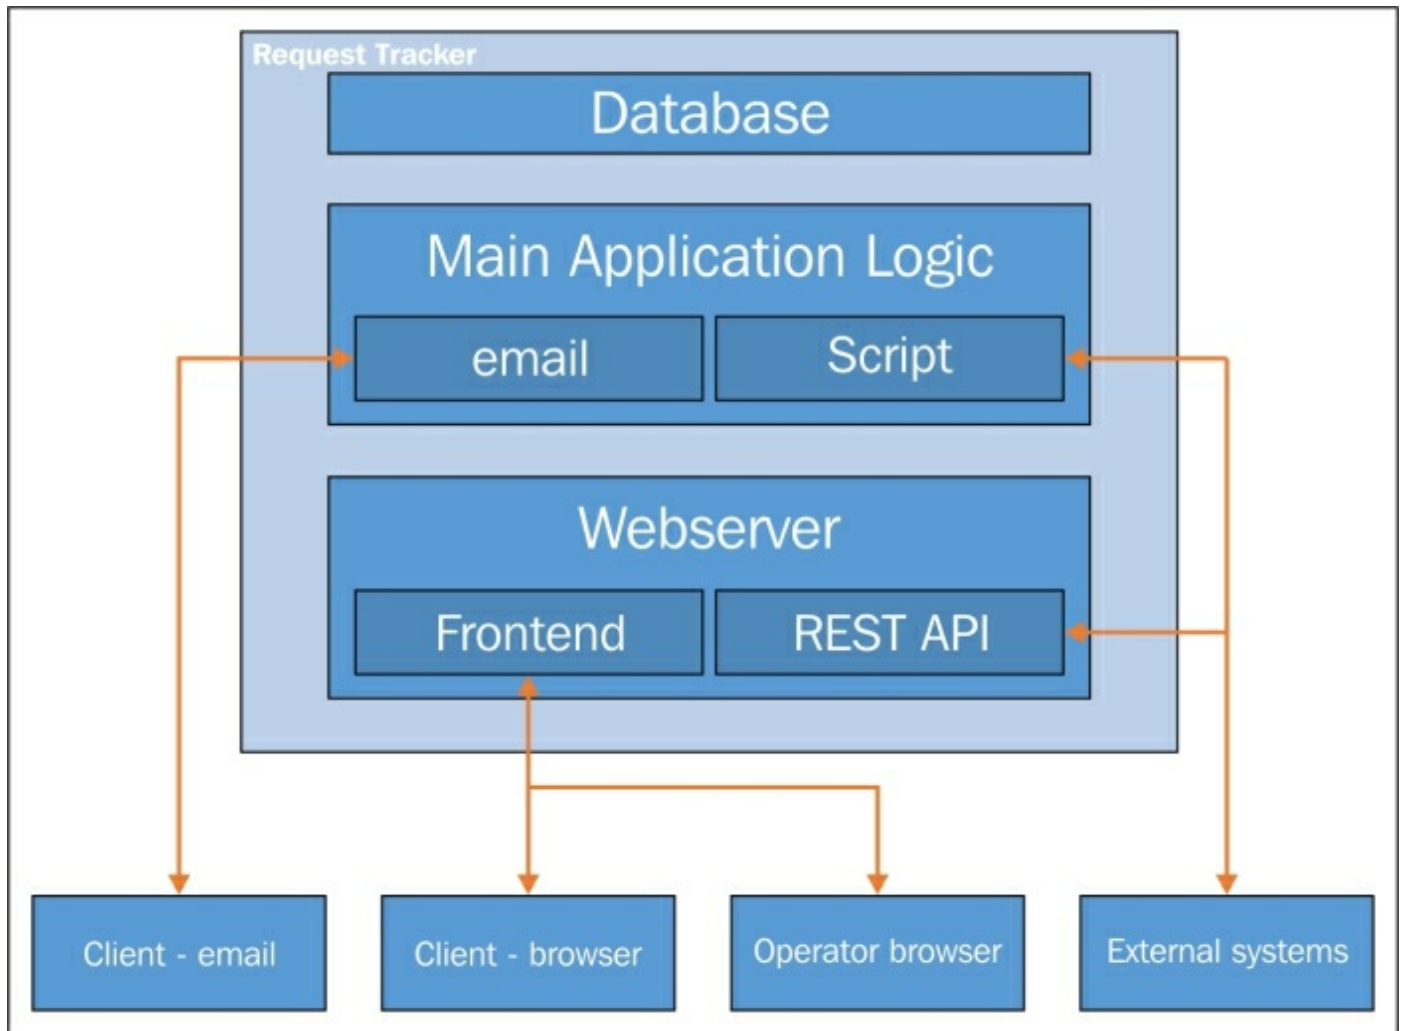 Request Tracker
Database
Main Application Logic
email
Script
Webserver
Frontend
REST API
Client - email
Client - browser
Operator browser
External systems